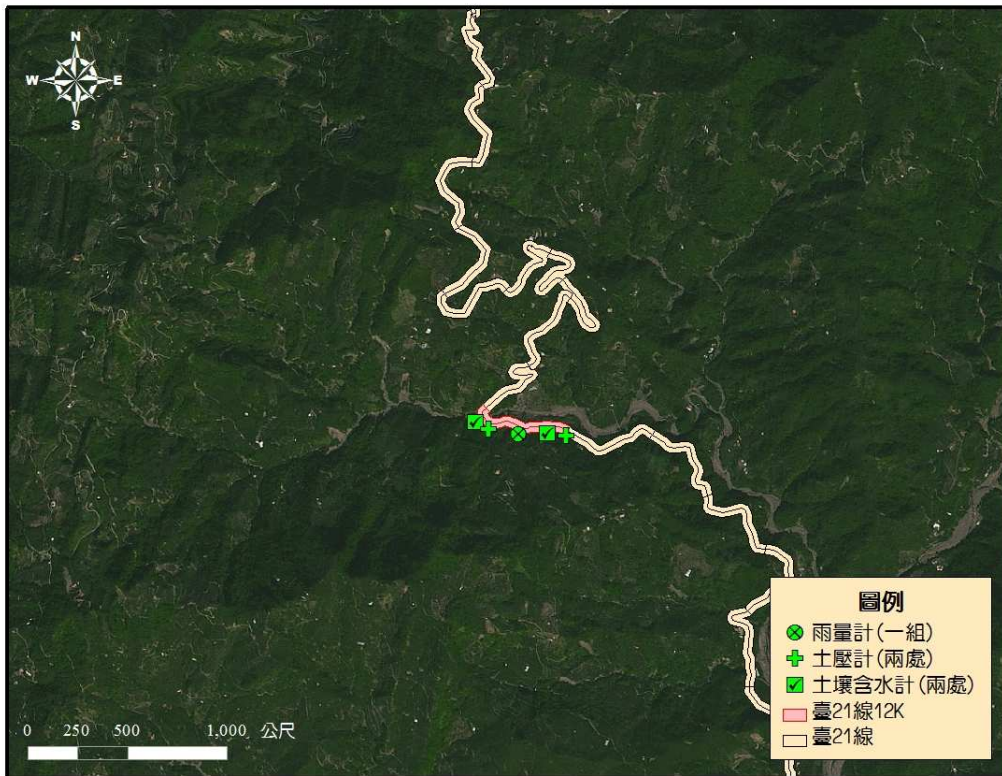 N
W E
S
圖例
雨量計(一組)
土壓計(兩處)
土壤含水計(兩處)
臺21線12K
臺21線
0 250 500 1,000 公尺